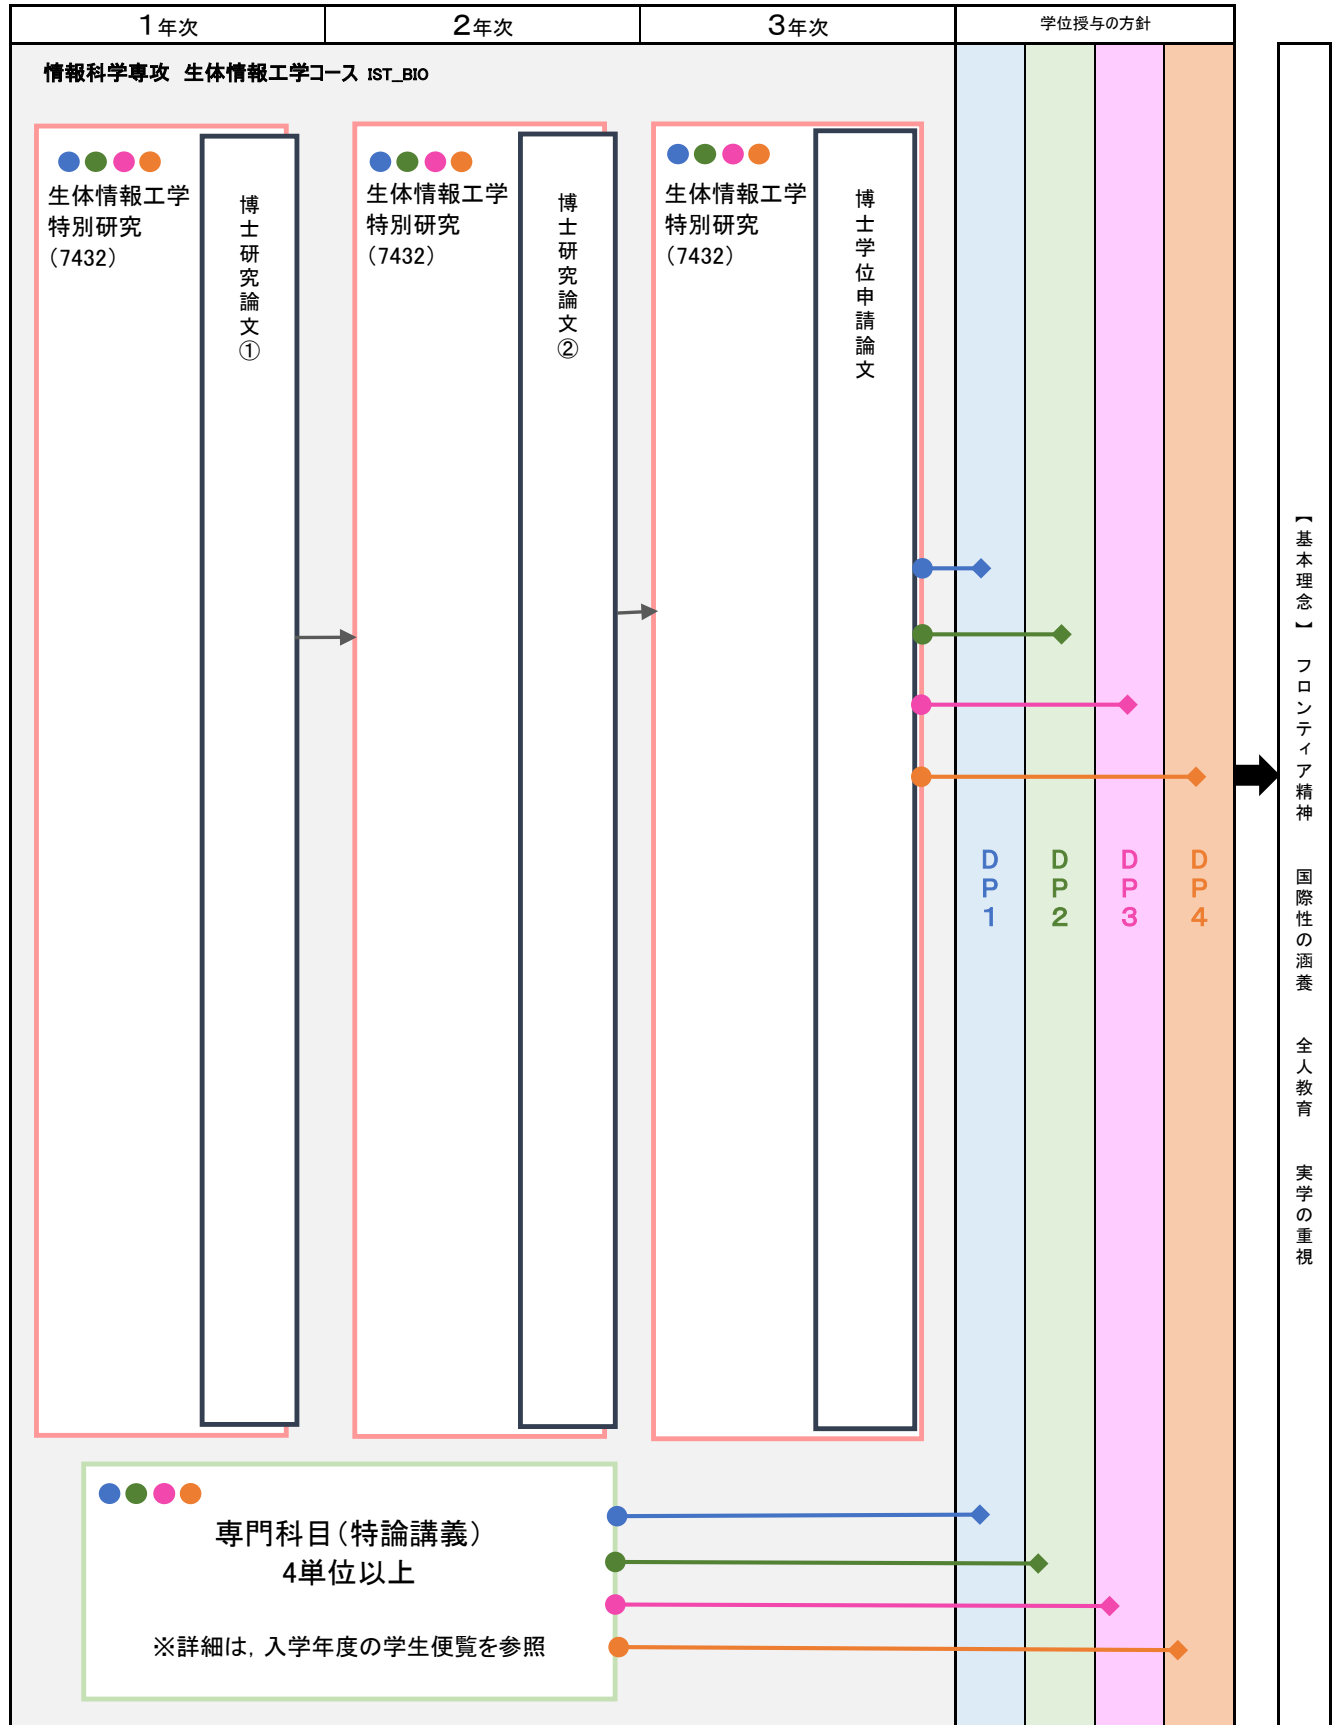 1年次
2年次
3年次
学位授与の方針
情報科学専攻 生体情報工学コース IST_BIO
生体情報工学
特別研究
(7432)
博士研究論文①
生体情報工学
特別研究
(7432)
博士研究論文②
生体情報工学
特別研究
(7432)
博士学位申請論文
DP1
DP2
DP3
DP4
【基本理念】 フロンティア精神 国際性の涵養 全人教育 実学の重視
専門科目(特論講義)
4単位以上
※詳細は,入学年度の学生便覧を参照